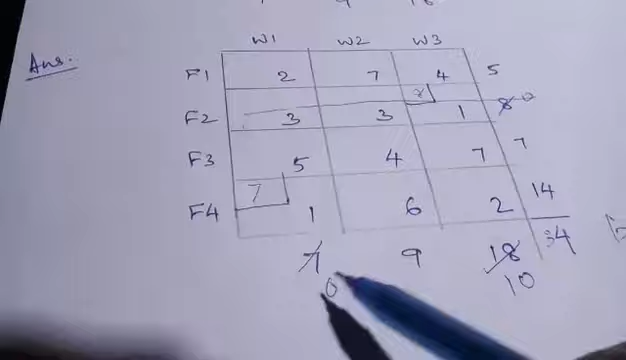 Ans:
W1 W2 W3
F1 2 7 4 5
8
F2 3 3 1 8 0
F3 5 4 7 7
7
F4 1 6 2 14
34
7 9 18
0 10